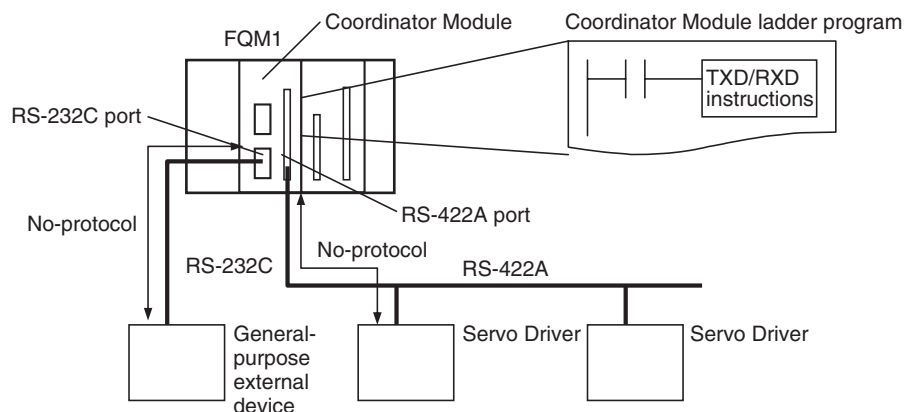 Coordinator Module
Coordinator Module ladder program
FQM1
TXD/RXD
instructions
RS-232C port
RS-422A port
No-protocol
No-protocol
RS-232C
RS-422A
General-
purpose
external
device
Servo Driver
Servo Driver